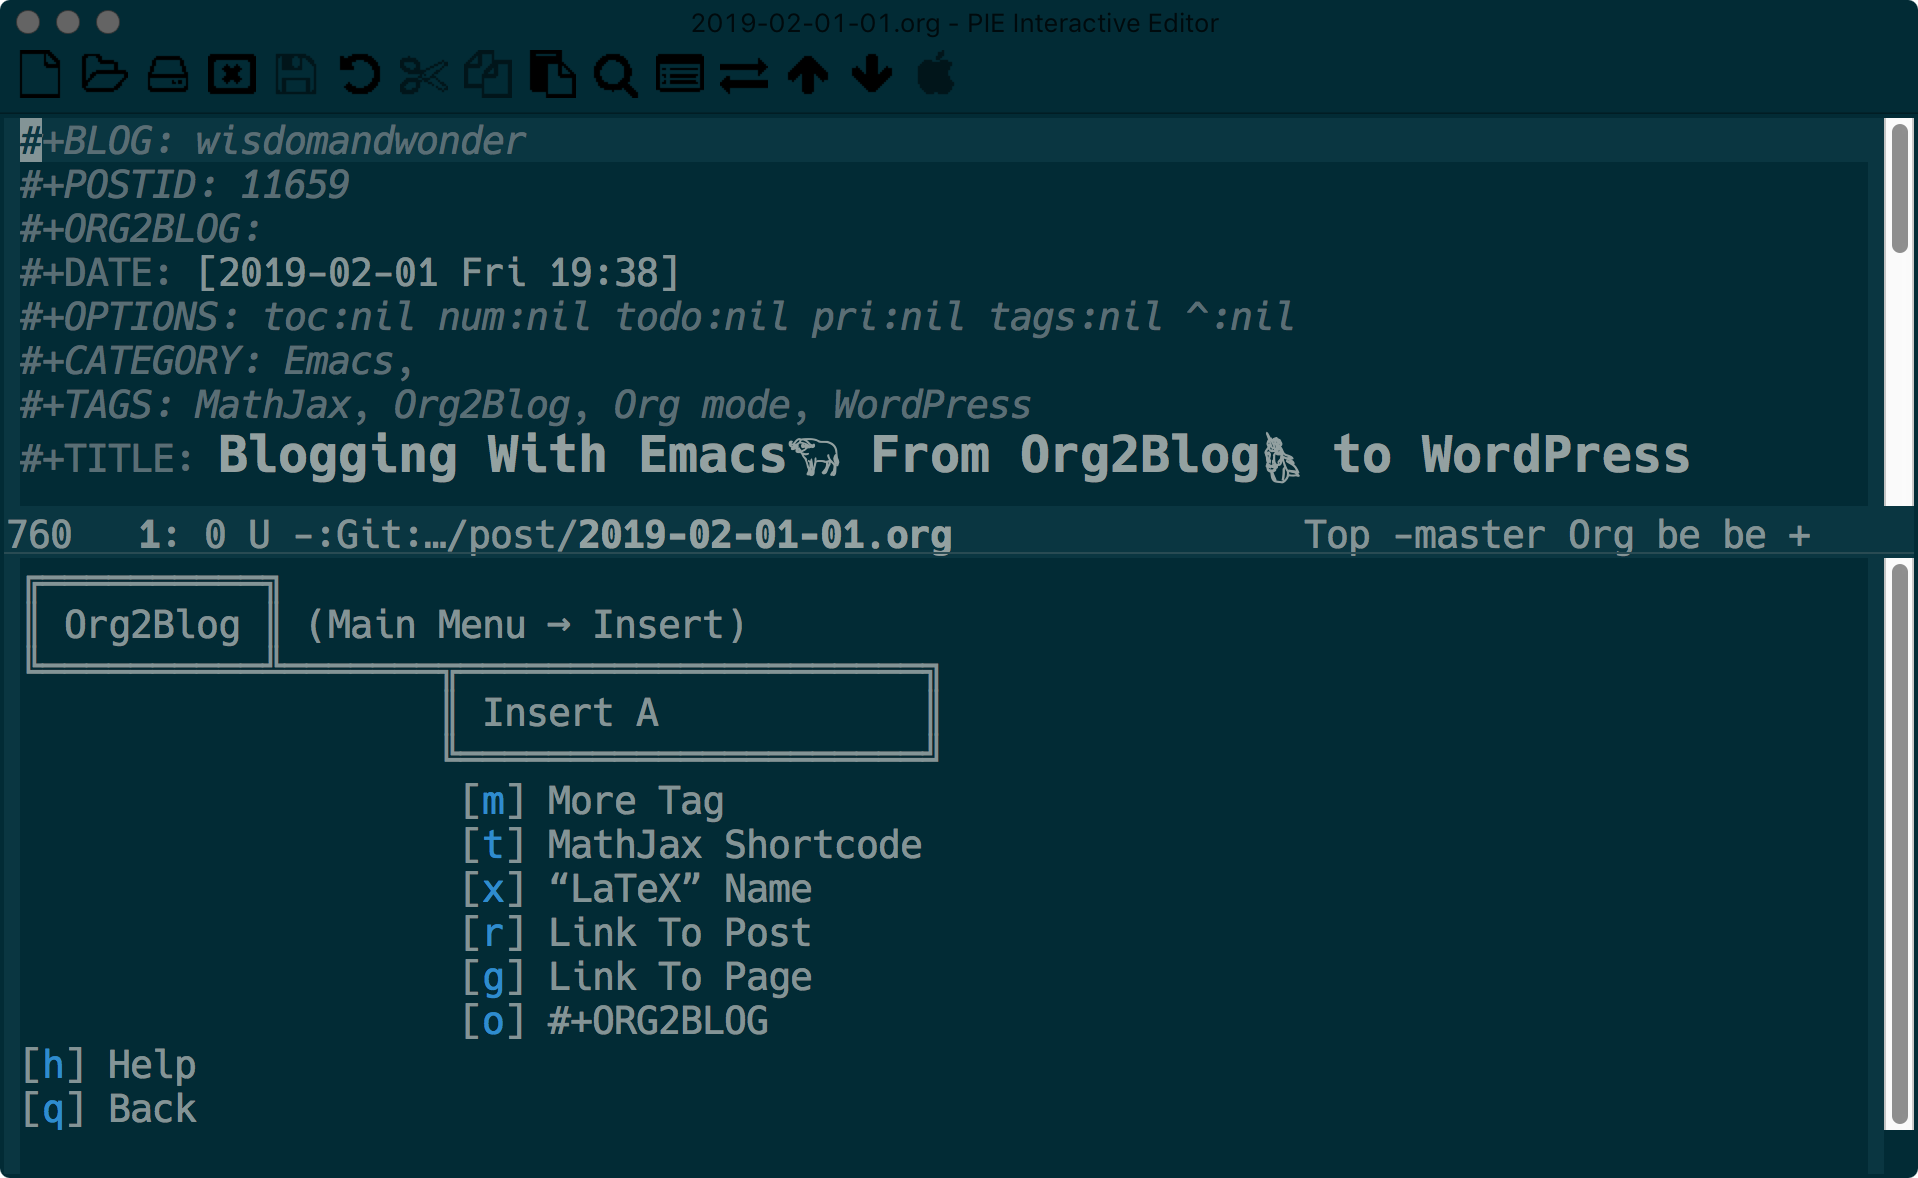 2019-02-01-01.org - PIE Interactive Editor
#+BLOG: wisdomandwonder
#+POSTID: 11659
#+ORG2BLOG:
#+DATE: [2019-02-01 Fri 19:38]
#+OPTIONS: toc:nil num:nil todo:nil pri:nil tags:nil ^:nil
#+CATEGORY: Emacs,
#+TAGS: MathJax, Org2Blog, Org mode, WordPress
#+TITLE: Blogging With Emacs🐃 From Org2Blog🦄 to WordPress
760 1: 0 U -:Git:…/post/2019-02-01-01.org Top -master Org be be +
Org2Blog (Main Menu → Insert)
Insert A
[m] More Tag
[t] MathJax Shortcode
[x] “LaTeX” Name
[r] Link To Post
[g] Link To Page
[o] #+ORG2BLOG
[h] Help
[q] Back